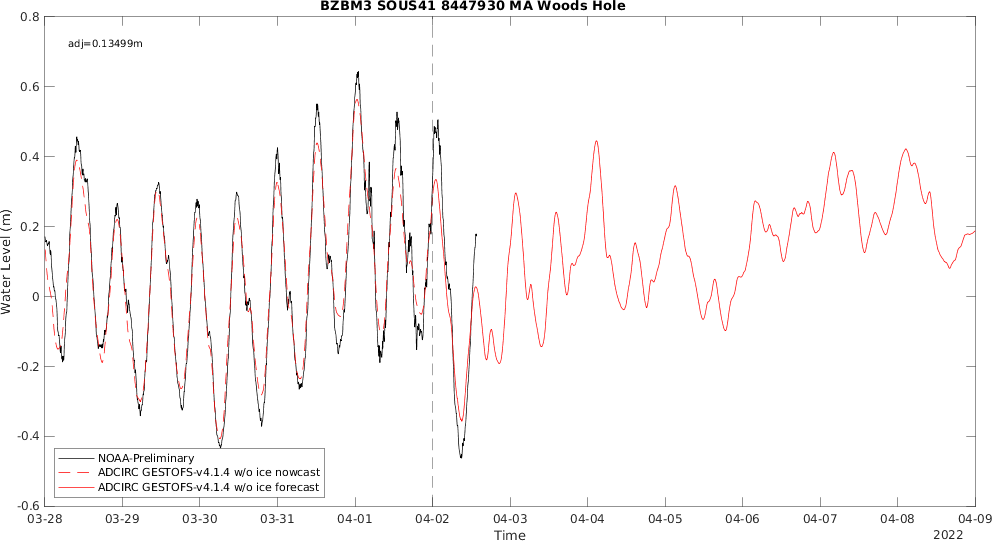 BZBM3 SOUS41 8447930 MA Woods Hole
adj=0.13499m
Water Level (m)
0.8
0.6
0.4
0.2
0
-0.2
-0.4
-0.6
NOAA-Preliminary
ADCIRC GESTOFS-v4.1.4 w/o ice nowcast
ADCIRC GESTOFS-v4.1.4 w/o ice forecast
03-28 03-29 03-30 03-31 04-01 04-02 04-03 04-04 04-05 04-06 04-07 04-08 04-09
Time
2022